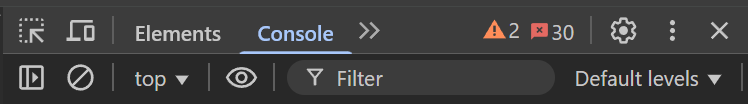 Elements Console 2 30
top Filter Default levels